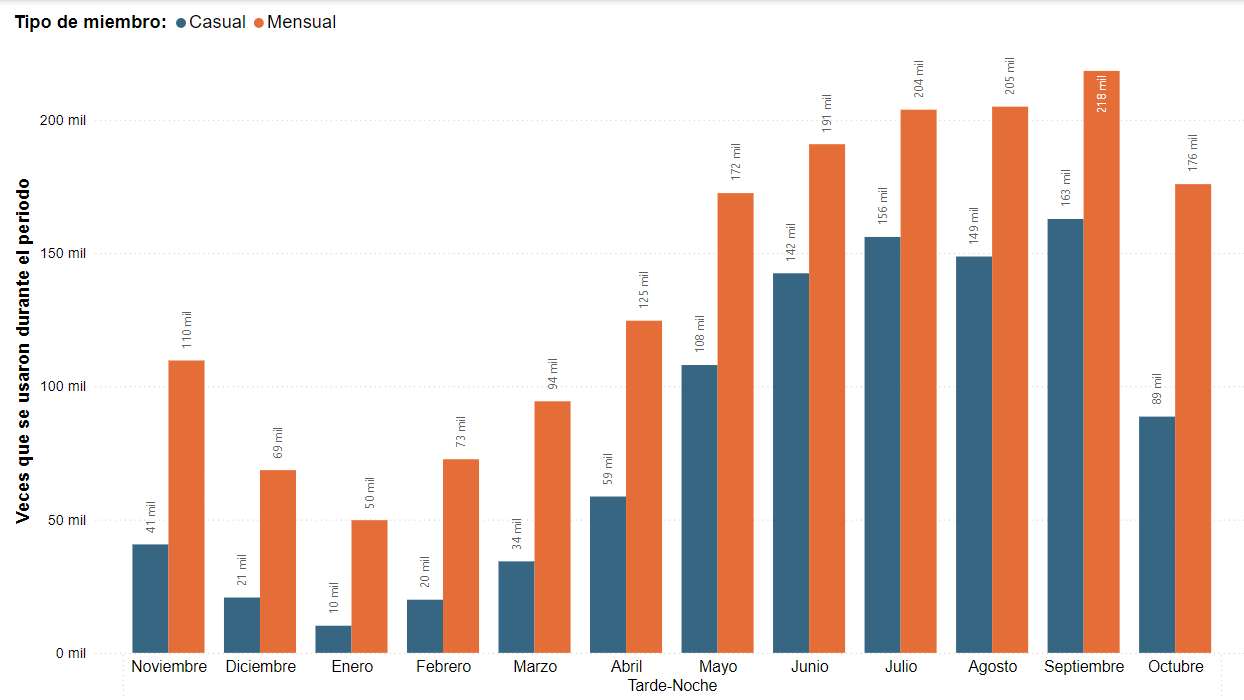 Tipo de miembro: Casual Mensual
Veces que se usaron durante el periodo
200 mil
150 mil
100 mil
50 mil
0 mil
41 mil
110 mil
21 mil
69 mil
10 mil
50 mil
20 mil
73 mil
34 mil
94 mil
59 mil
125 mil
108 mil
172 mil
142 mil
191 mil
156 mil
204 mil
149 mil
205 mil
163 mil
218 mil
89 mil
176 mil
Noviembre Diciembre Enero Febrero Marzo Abril Mayo Junio Julio Agosto Septiembre Octubre
Tarde-Noche